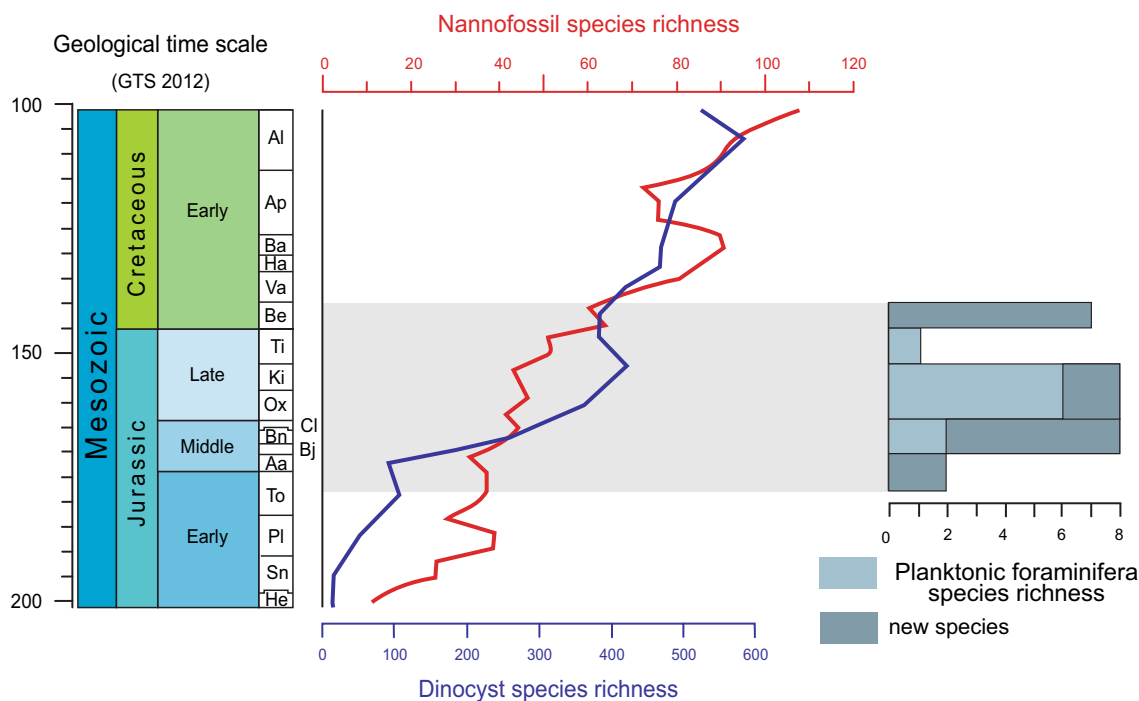 Nannofossil species richness
Geological time scale
(GTS 2012)
0 20 40 60 80 100 120
100
150
200
Mesozoic
Cretaceous
Jurassic
Early
Late
Middle
Early
Al
Ap
Ba
Ha
Va
Be
Ti
Ki
Ox
Cl
Bn
Bj
Aa
To
Pl
Sn
He
0 100 200 300 400 500 600
Dinocyst species richness
0 2 4 6 8
Planktonic foraminifera
species richness
new species